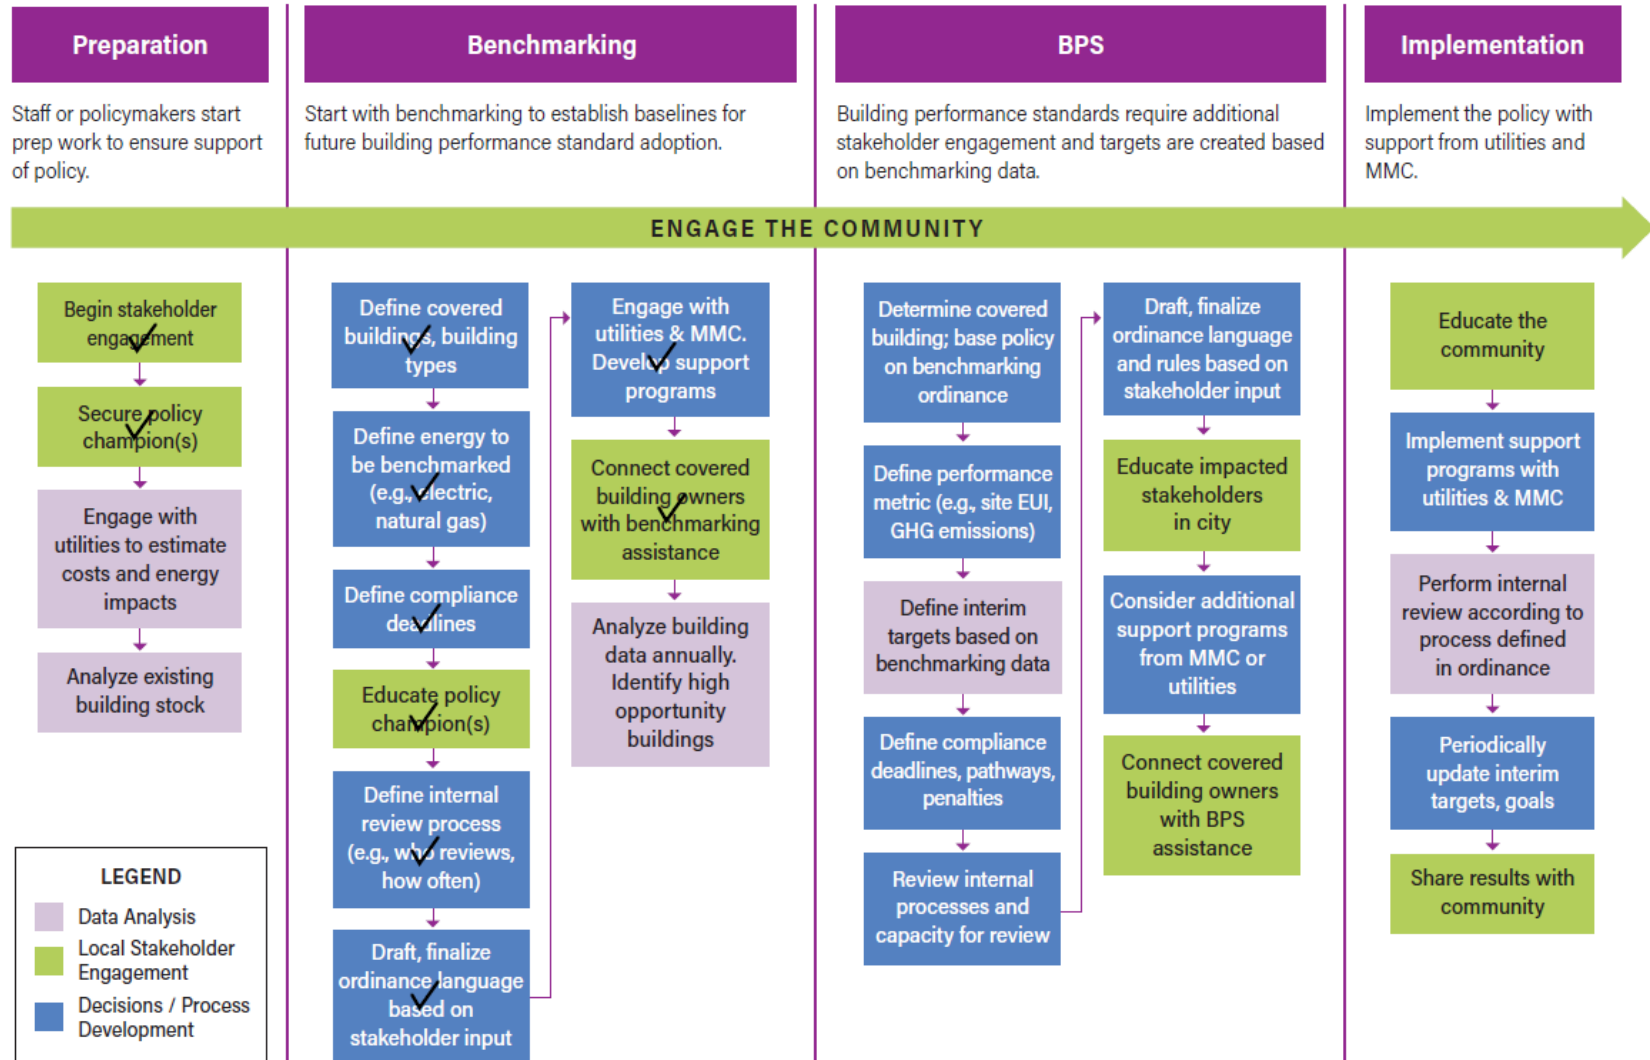 Preparation
Staff or policymakers start
prep work to ensure support
of policy.
Benchmarking
Start with benchmarking to establish baselines for
future building performance standard adoption.
BPS
Building performance standards require additional
stakeholder engagement and targets are created based
on benchmarking data.
Implementation
Implement the policy with
support from utilities and
MMC.
ENGAGE THE COMMUNITY
Begin stakeholder
engagement
Secure policy
champion(s)
Engage with
utilities to estimate
costs and energy
impacts
Analyze existing
building stock
Define covered
buildings, building
types
Define energy to
be benchmarked
(e.g., electric,
natural gas)
Define compliance
deadlines
Educate policy
champion(s)
Define internal
review process
(e.g., who reviews,
how often)
Draft, finalize
ordinance language
based on
stakeholder input
Engage with
utilities & MMC.
Develop support
programs
Connect covered
building owners
with benchmarking
assistance
Analyze building
data annually.
Identify high
opportunity
buildings
Determine covered
building; base policy
on benchmarking
ordinance
Define performance
metric (e.g., site EUI,
GHG emissions)
Define interim
targets based on
benchmarking data
Define compliance
deadlines, pathways,
penalties
Review internal
processes and
capacity for review
Draft, finalize
ordinance language
and rules based on
stakeholder input
Educate impacted
stakeholders
in city
Consider additional
support programs
from MMC or
utilities
Connect covered
building owners
with BPS
assistance
Educate the
community
Implement support
programs with
utilities & MMC
Perform internal
review according to
process defined
in ordinance
Periodically
update interim
targets, goals
Share results with
community
LEGEND
Data Analysis
Local Stakeholder
Engagement
Decisions / Process
Development